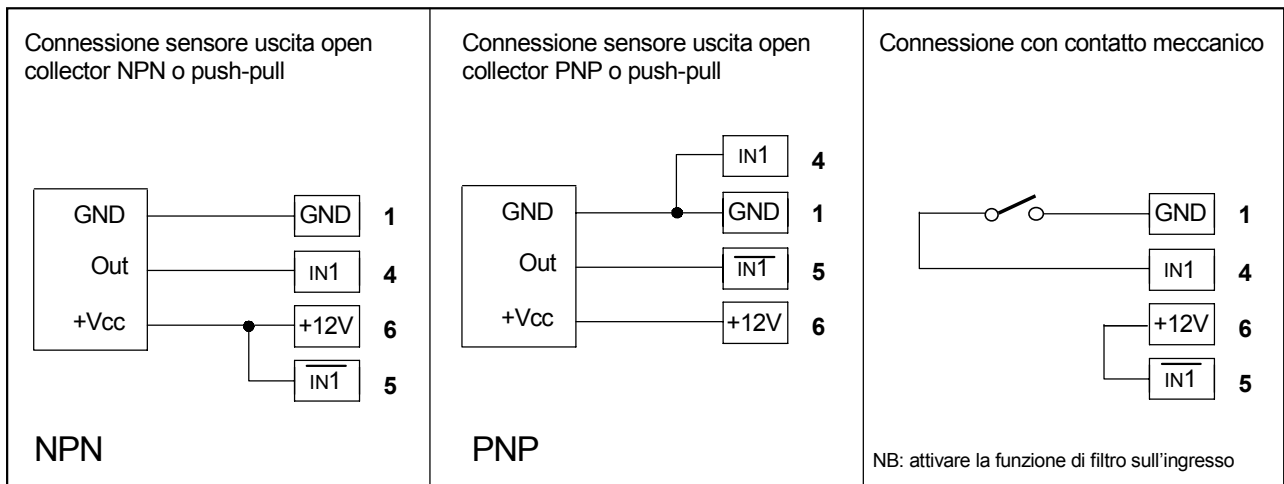 Connessione sensore uscita open
collector NPN o push-pull
GND
GND
1
Out
IN1
4
+Vcc
+12V
6
I̅N̅1̅
5
NPN
Connessione sensore uscita open
collector PNP o push-pull
IN1
4
GND
GND
1
Out
I̅N̅1̅
5
+Vcc
+12V
6
PNP
Connessione con contatto meccanico
GND
1
IN1
4
+12V
6
I̅N̅1̅
5
NB: attivare la funzione di filtro sull'ingresso